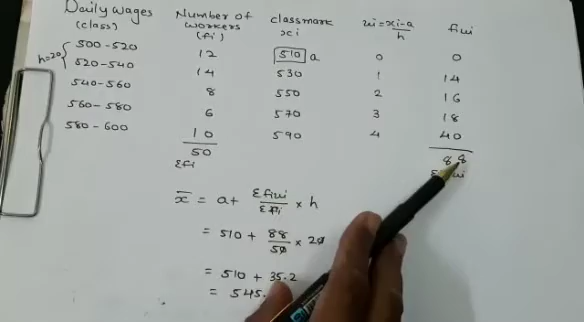 Daily wages Number of workers (fi) classmark xi ui = xi-a/h fiui
(class)
h=20 { 500-520 12 510 a 0 0
520-540 14 530 1 14
540-560 8 550 2 16
560-580 6 570 3 18
580-600 10 590 4 40
50 88
Σfi
x̄ = a + Σfiui/Σfi × h
= 510 + 88/50 × 20
= 510 + 35.2
= 545.